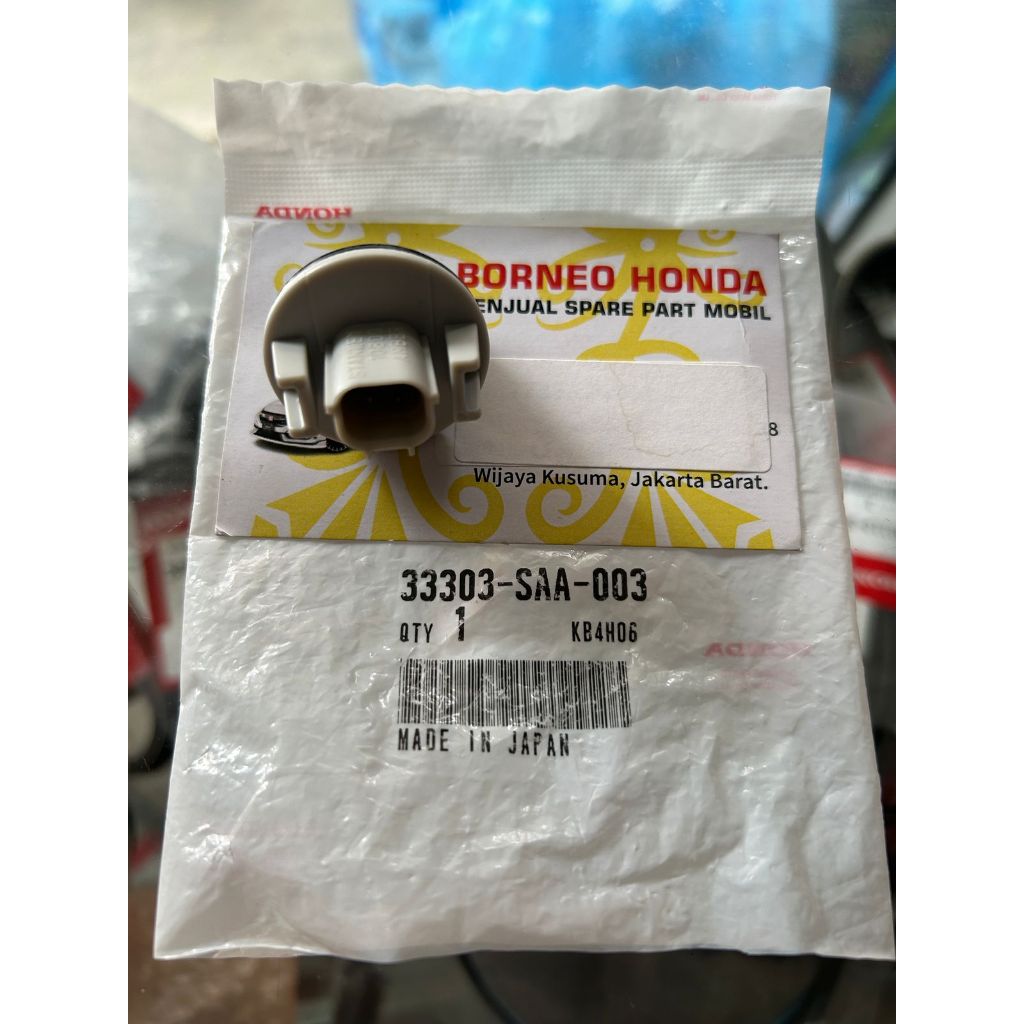 HONDA
BORNEO HONDA
ENJUAL SPARE PART MOBIL
8
Wijaya Kusuma, Jakarta Barat.
33303-SAA-003
QTY 1 KB4H06
HONDA
MADE IN JAPAN